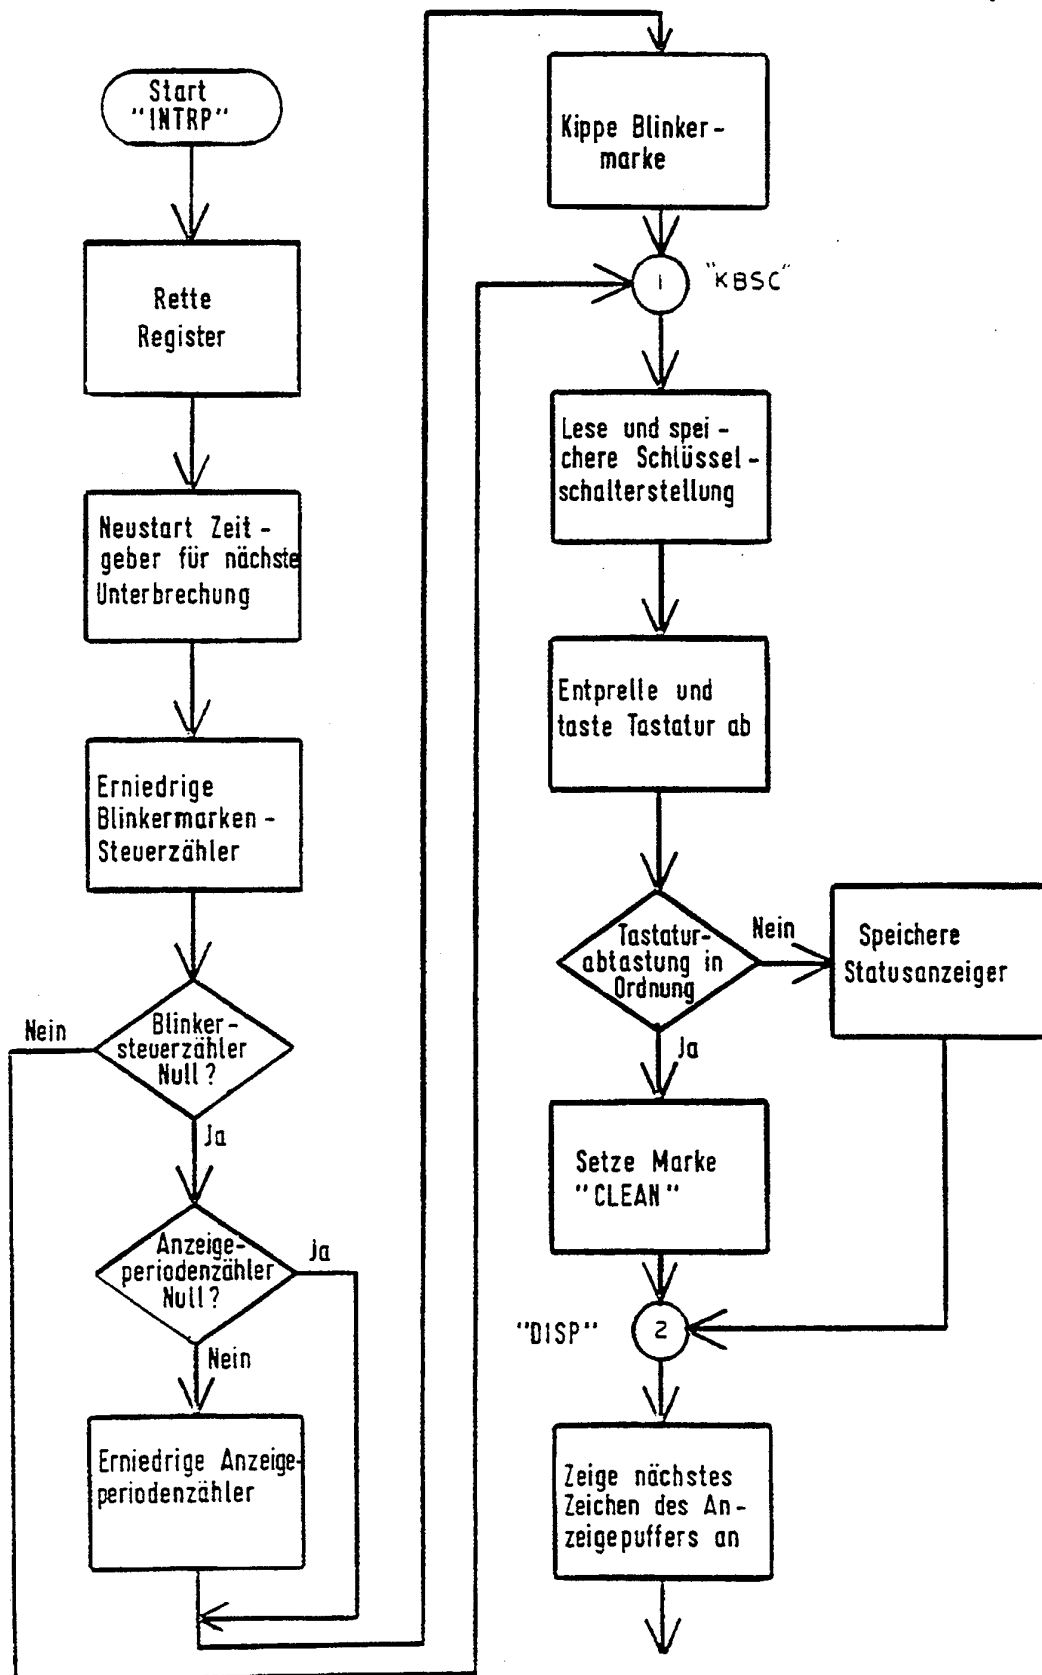 Start
"INTRP"
Rette
Register
Neustart Zeit-
geber für nächste
Unterbrechung
Erniedrige
Blinkermarken-
Steuerzähler
Blinker-
steuerzähler
Null?
Nein
Ja
Anzeige-
periodenzähler
Null?
Ja
Nein
Erniedrige Anzeige-
periodenzähler
Kippe Blinker-
marke
1
"KBSC"
Lese und spei-
chere Schlüssel-
schalterstellung
Entprelle und
taste Tastatur ab
Tastatur-
abtastung in
Ordnung
Nein
Speichere
Statusanzeiger
Ja
Setze Marke
"CLEAN"
"DISP"
2
Zeige nächstes
Zeichen des An-
zeigepuffers an